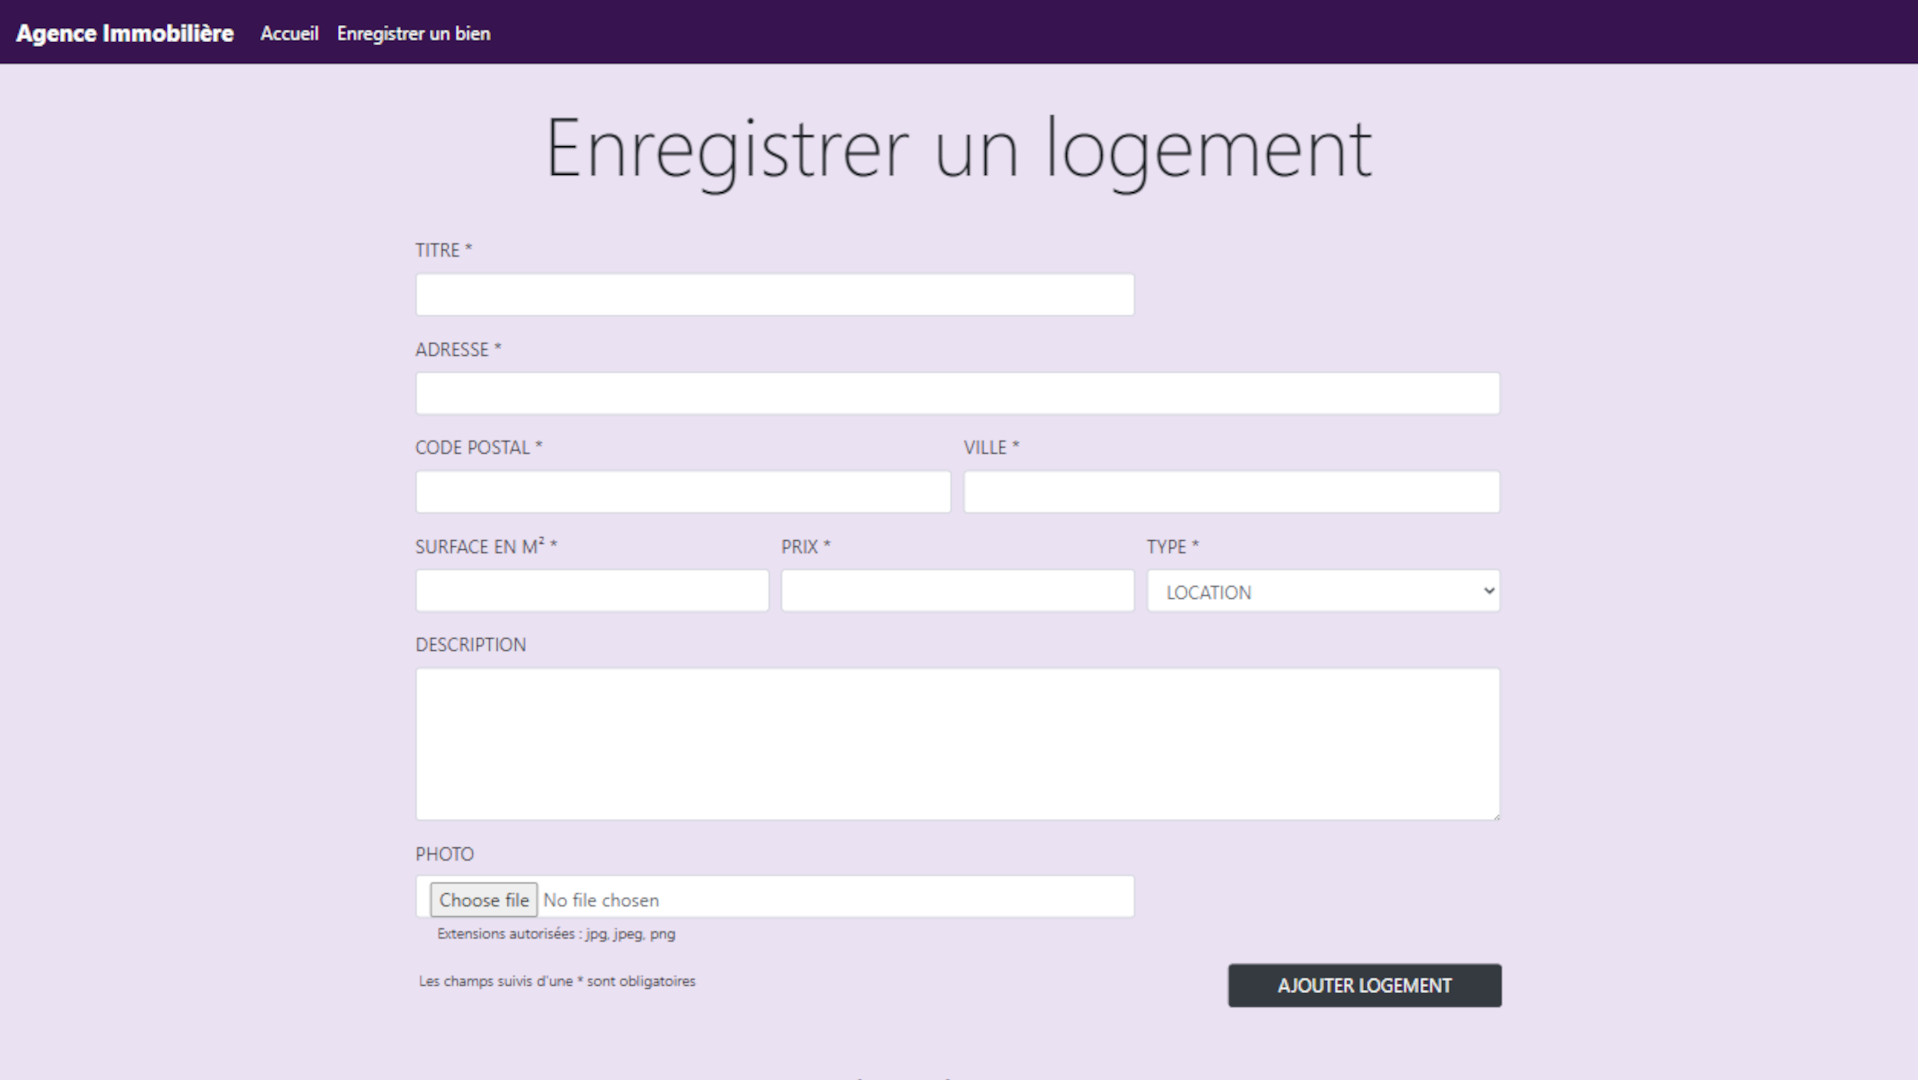 Agence Immobilière Accueil Enregistrer un bien
Enregistrer un logement
TITRE *
ADRESSE *
CODE POSTAL * VILLE *
SURFACE EN M² * PRIX * TYPE *
LOCATION
DESCRIPTION
PHOTO
Choose file No file chosen
Extensions autorisées : jpg, jpeg, png
Les champs suivis d'une * sont obligatoires
AJOUTER LOGEMENT